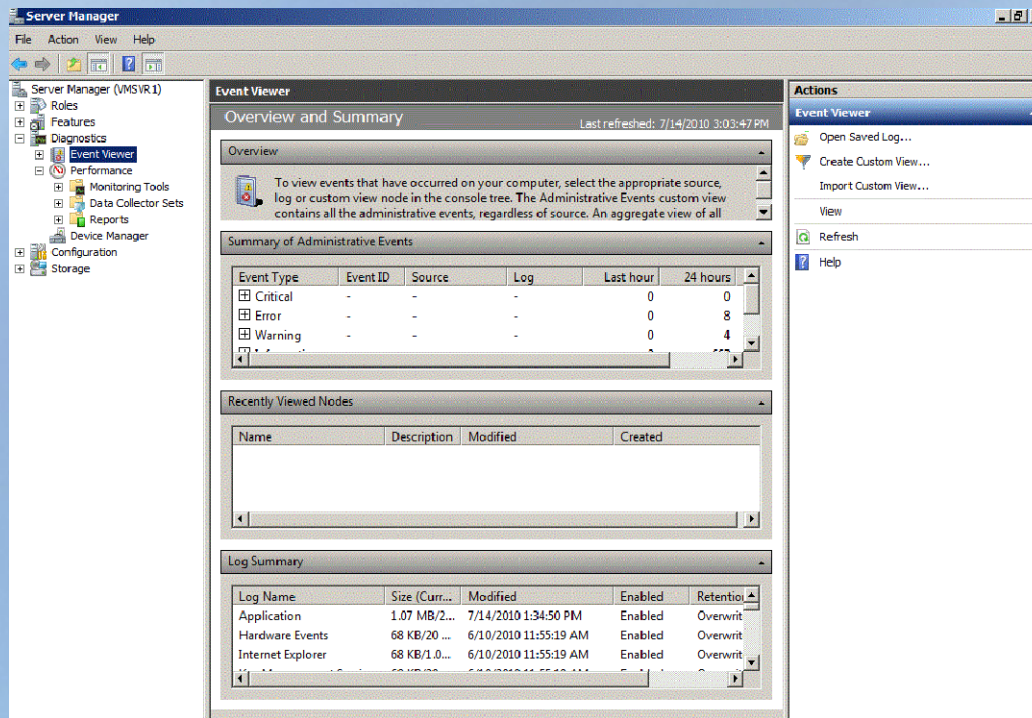 Server Manager
File Action View Help
Server Manager (VMSVR1)
Roles
Features
Diagnostics
Event Viewer
Performance
Monitoring Tools
Data Collector Sets
Reports
Device Manager
Configuration
Storage
Event Viewer
Overview and Summary
Last refreshed: 7/14/2010 3:03:47 PM
Overview
To view events that have occurred on your computer, select the appropriate source,
log or custom view node in the console tree. The Administrative Events custom view
contains all the administrative events, regardless of source. An aggregate view of all
Summary of Administrative Events
Event Type Event ID Source Log Last hour 24 hours
Critical - - - 0 0
Error - - - 0 8
Warning - - - 0 4
Recently Viewed Nodes
Name Description Modified Created
Log Summary
Log Name Size (Curr... Modified Enabled Retention
Application 1.07 MB/2... 7/14/2010 1:34:50 PM Enabled Overwrit
Hardware Events 68 KB/20 ... 6/10/2010 11:55:19 AM Enabled Overwrit
Internet Explorer 68 KB/1.0... 6/10/2010 11:55:19 AM Enabled Overwrit
Actions
Event Viewer
Open Saved Log...
Create Custom View...
Import Custom View...
View
Refresh
Help